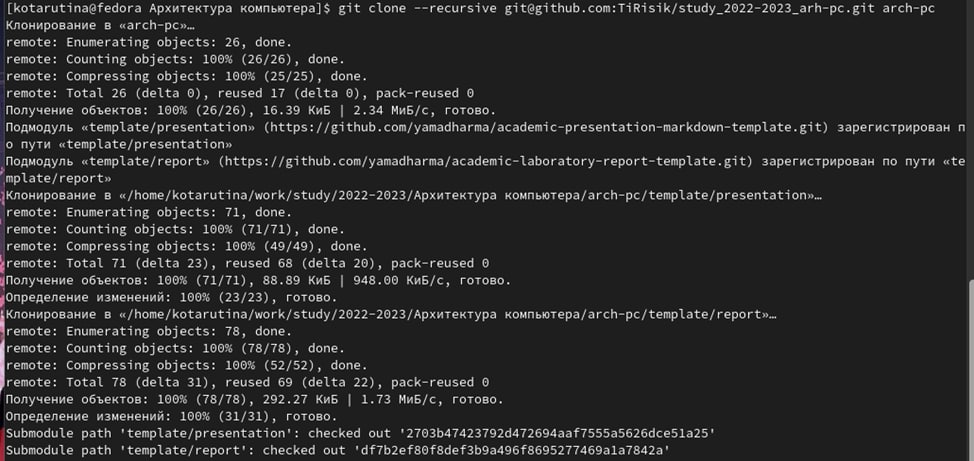 [kotarutina@fedora Архитектура компьютера]$ git clone --recursive git@github.com:TiRisik/study_2022-2023_arh-pc.git arch-pc
Клонирование в «arch-pc»…
remote: Enumerating objects: 26, done.
remote: Counting objects: 100% (26/26), done.
remote: Compressing objects: 100% (25/25), done.
remote: Total 26 (delta 0), reused 17 (delta 0), pack-reused 0
Получение объектов: 100% (26/26), 16.39 КиБ | 2.34 МиБ/с, готово.
Подмодуль «template/presentation» (https://github.com/yamadharma/academic-presentation-markdown-template.git) зарегистрирован п
о пути «template/presentation»
Подмодуль «template/report» (https://github.com/yamadharma/academic-laboratory-report-template.git) зарегистрирован по пути «te
mplate/report»
Клонирование в «/home/kotarutina/work/study/2022-2023/Архитектура компьютера/arch-pc/template/presentation»…
remote: Enumerating objects: 71, done.
remote: Counting objects: 100% (71/71), done.
remote: Compressing objects: 100% (49/49), done.
remote: Total 71 (delta 23), reused 68 (delta 20), pack-reused 0
Получение объектов: 100% (71/71), 88.89 КиБ | 948.00 КиБ/с, готово.
Определение изменений: 100% (23/23), готово.
Клонирование в «/home/kotarutina/work/study/2022-2023/Архитектура компьютера/arch-pc/template/report»…
remote: Enumerating objects: 78, done.
remote: Counting objects: 100% (78/78), done.
remote: Compressing objects: 100% (52/52), done.
remote: Total 78 (delta 31), reused 69 (delta 22), pack-reused 0
Получение объектов: 100% (78/78), 292.27 КиБ | 1.73 МиБ/с, готово.
Определение изменений: 100% (31/31), готово.
Submodule path 'template/presentation': checked out '2703b47423792d472694aaf7555a5626dce51a25'
Submodule path 'template/report': checked out 'df7b2ef80f8def3b9a496f8695277469a1a7842a'